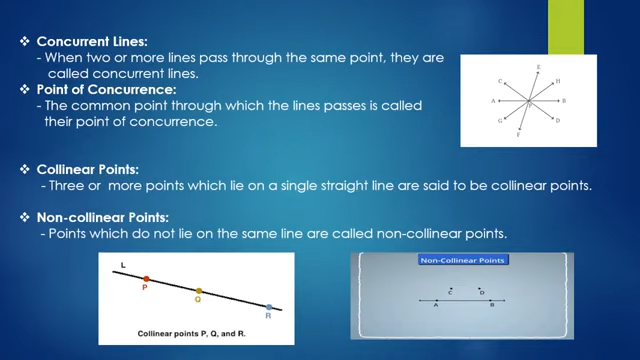 ❖ Concurrent Lines:
- When two or more lines pass through the same point, they are
called concurrent lines.
❖ Point of Concurrence:
- The common point through which the lines passes is called
their point of concurrence.
E
C
H
A
P
B
G
D
F
❖ Collinear Points:
- Three or more points which lie on a single straight line are said to be collinear points.
❖ Non-collinear Points:
- Points which do not lie on the same line are called non-collinear points.
L
P
Q
R
Collinear points P, Q, and R.
Non-Collinear Points
C
D
A